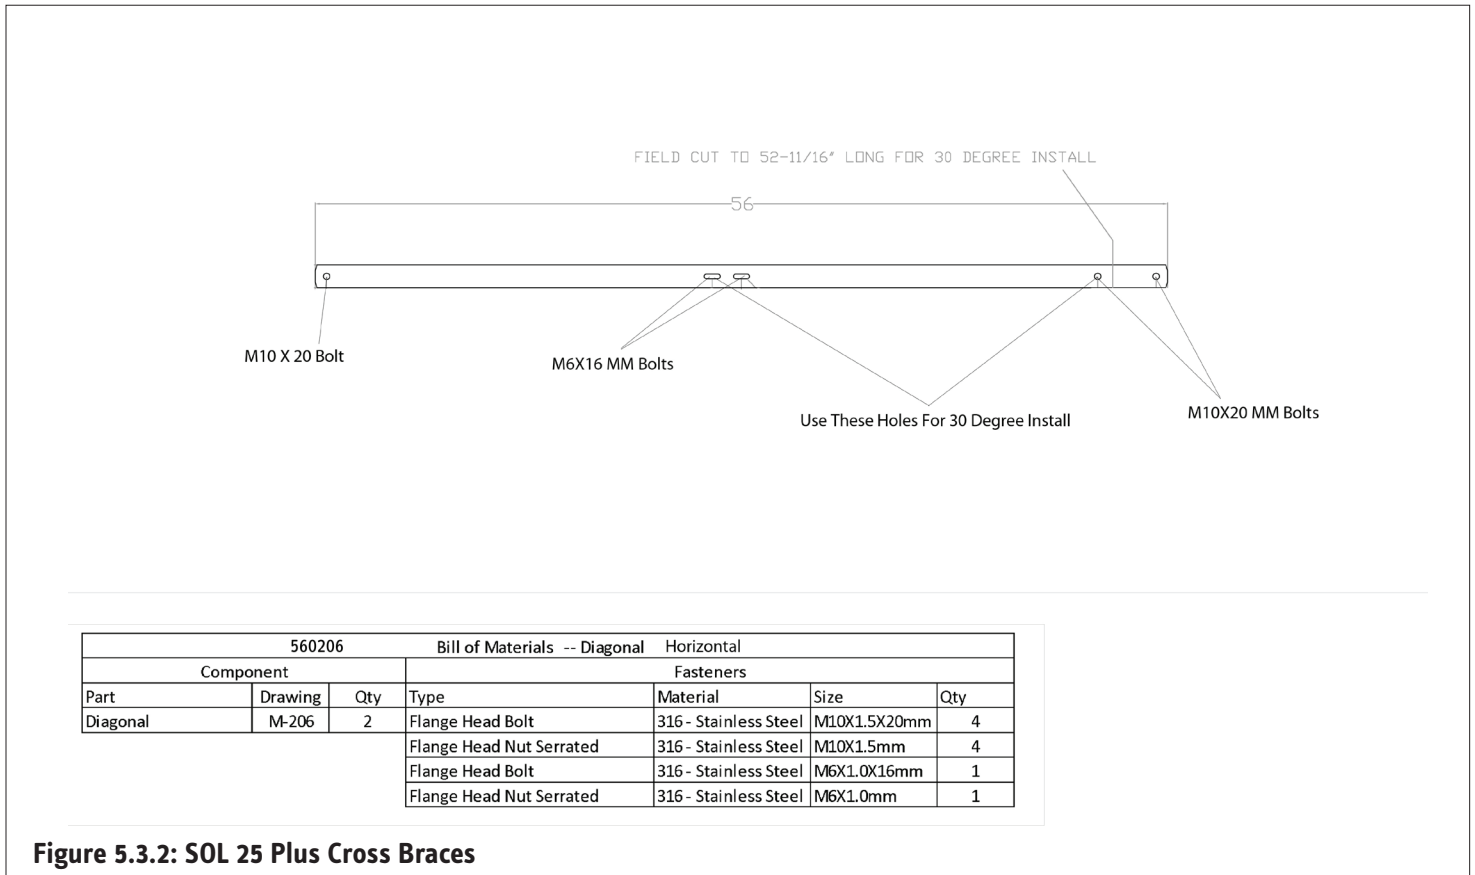 FIELD CUT TO 52-11/16" LONG FOR 30 DEGREE INSTALL
56
M10 X 20 Bolt
M6X16 MM Bolts
Use These Holes For 30 Degree Install
M10X20 MM Bolts
560206 Bill of Materials -- Diagonal Horizontal
Component Fasteners
Part Drawing Qty Type Material Size Qty
Diagonal M-206 2 Flange Head Bolt 316 - Stainless Steel M10X1.5X20mm 4
Flange Head Nut Serrated 316 - Stainless Steel M10X1.5mm 4
Flange Head Bolt 316 - Stainless Steel M6X1.0X16mm 1
Flange Head Nut Serrated 316 - Stainless Steel M6X1.0mm 1
Figure 5.3.2: SOL 25 Plus Cross Braces